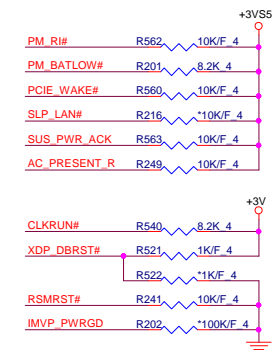 +3VS5
PM_RI# R562 10K/F_4
PM_BATLOW# R201 8.2K_4
PCIE_WAKE# R560 10K/F_4
SLP_LAN# R216 *10K/F_4
SUS_PWR_ACK R563 10K/F_4
AC_PRESENT_R R249 10K/F_4
+3V
CLKRUN# R540 8.2K_4
XDP_DBRST# R521 1K/F_4
R522 *1K/F_4
RSMRST# R241 10K/F_4
IMVP_PWRGD R202 *100K/F_4